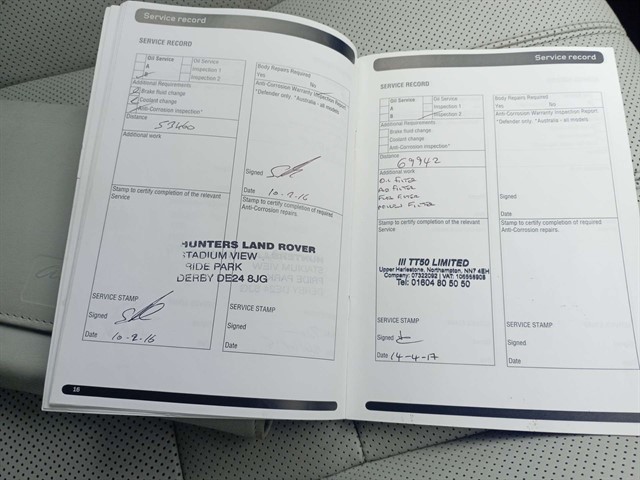 Service record
SERVICE RECORD
Oil Service
A
B
Oil Service
Inspection 1
Inspection 2
Additional Requirements:
Brake fluid change
Coolant change
Anti-Corrosion inspection*
Distance
53460
Additional work
Body Repairs Required
Yes No
Anti-Corrosion Warranty Inspection Report
*Defender only. *Australia - all models
Signed
Date 10-2-16
Stamp to certify completion of the relevant
Service
Stamp to certify completion of required
Anti-Corrosion repairs.
HUNTERS LAND ROVER
STADIUM VIEW
PRIDE PARK
DERBY DE24 8JG
SERVICE STAMP
Signed
Date 10-2-16
SERVICE STAMP
Signed
Date
16
Service record
SERVICE RECORD
Oil Service
A
B
Oil Service
Inspection 1
Inspection 2
Additional Requirements:
Brake fluid change
Coolant change
Anti-Corrosion inspection*
Distance
69942
Additional work
OIL FILTER
AIR FILTER
FUEL FILTER
POLLEN FILTER
Body Repairs Required
Yes No
Anti-Corrosion Warranty Inspection Report
*Defender only. *Australia - all models
Signed
Date
Stamp to certify completion of the relevant
Service
Stamp to certify completion of required
Anti-Corrosion repairs.
III TT50 LIMITED
Upper Harlestone, Northampton, NN7 4EH
Tel: 01604 80 50 50
SERVICE STAMP
Signed
Date 14-4-17
SERVICE STAMP
Signed
Date